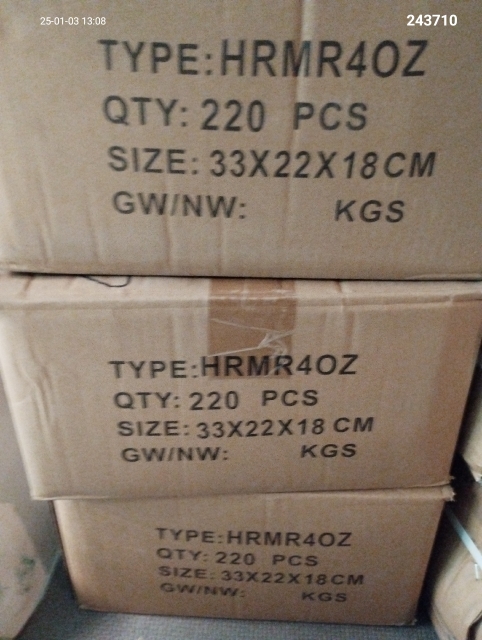 25-01-03 13:08
243710
TYPE:HRMR4OZ
QTY: 220 PCS
SIZE: 33X22X18CM
GW/NW: KGS
TYPE:HRMR4OZ
QTY: 220 PCS
SIZE: 33X22X18 CM
GW/NW: KGS
TYPE:HRMR4OZ
QTY: 220 PCS
SIZE: 33X22X18CM
GW/NW: KGS